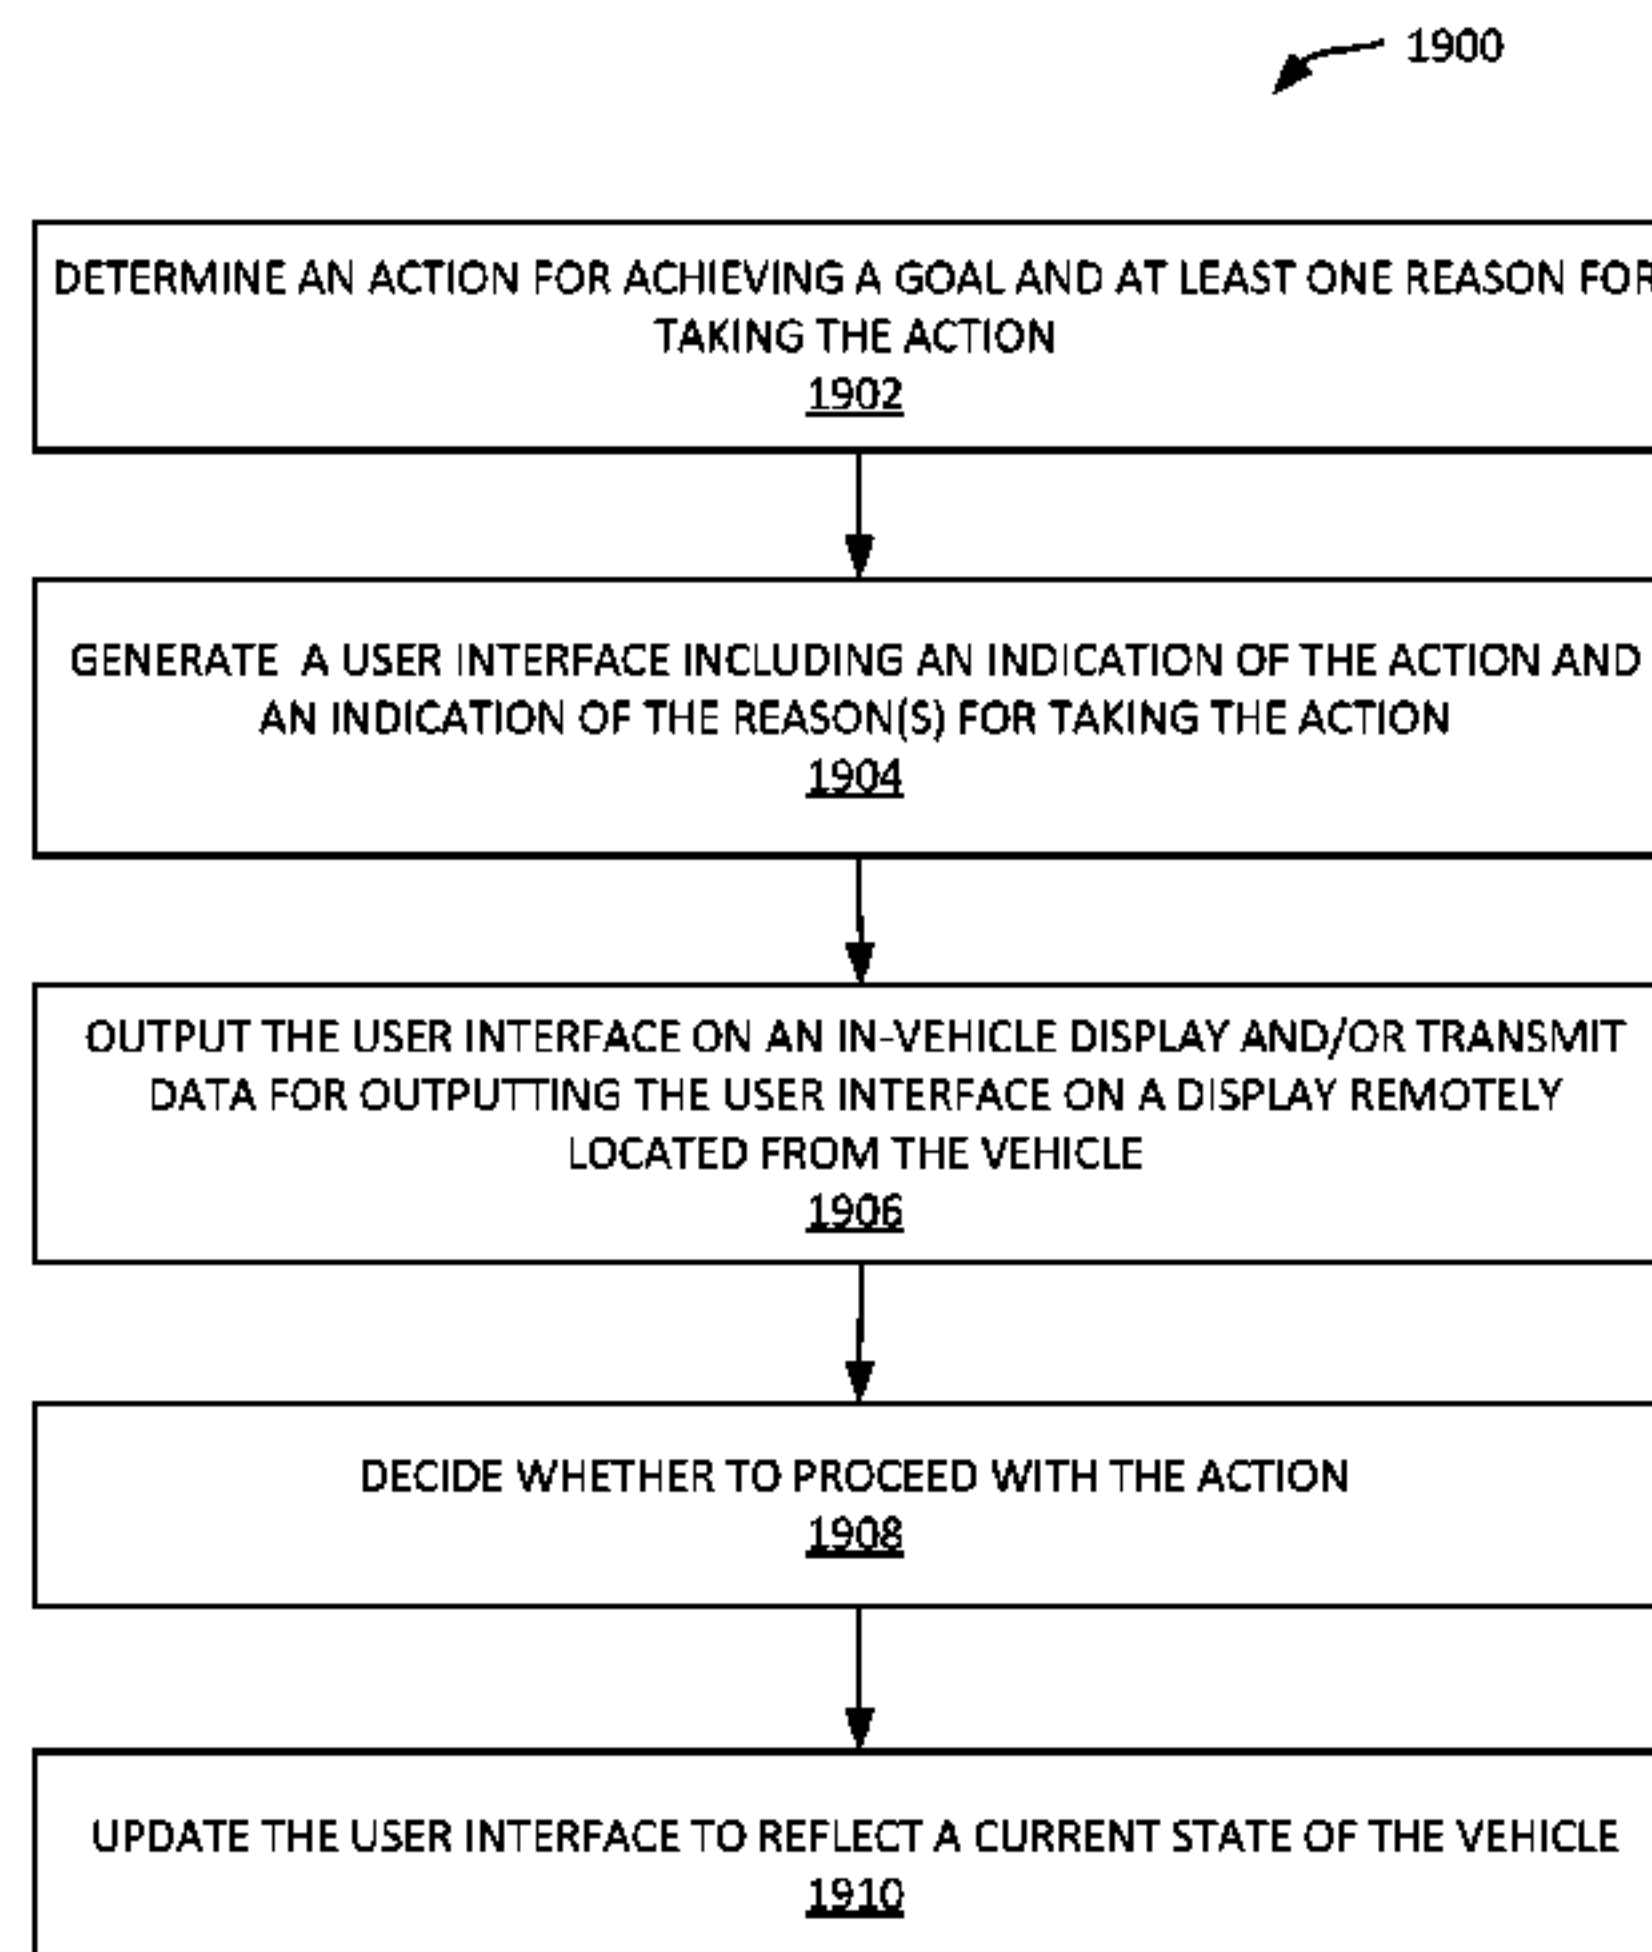 1900
DETERMINE AN ACTION FOR ACHIEVING A GOAL AND AT LEAST ONE REASON FOR
TAKING THE ACTION
1902
GENERATE A USER INTERFACE INCLUDING AN INDICATION OF THE ACTION AND
AN INDICATION OF THE REASON(S) FOR TAKING THE ACTION
1904
OUTPUT THE USER INTERFACE ON AN IN-VEHICLE DISPLAY AND/OR TRANSMIT
DATA FOR OUTPUTTING THE USER INTERFACE ON A DISPLAY REMOTELY
LOCATED FROM THE VEHICLE
1906
DECIDE WHETHER TO PROCEED WITH THE ACTION
1908
UPDATE THE USER INTERFACE TO REFLECT A CURRENT STATE OF THE VEHICLE
1910